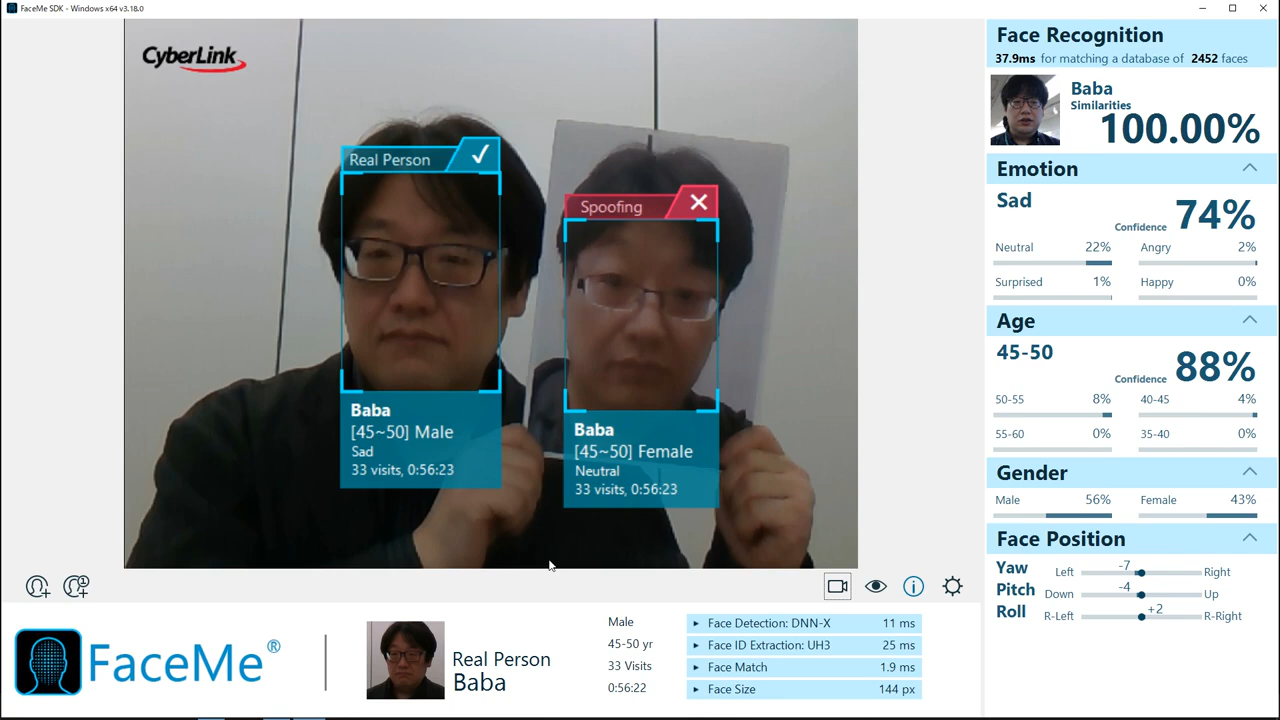 FaceMe SDK - Windows x64 v3.18.0
CyberLink
Real Person
Spoofing
Baba
[45~50] Male
Sad
33 visits, 0:56:23
Baba
[45~50] Female
Neutral
33 visits, 0:56:23
Face Recognition
37.9ms for matching a database of 2452 faces
Baba
Similarities
100.00%
Emotion
Sad
Confidence 74%
Neutral 22% Angry 2%
Surprised 1% Happy 0%
Age
45-50
Confidence 88%
50-55 8% 40-45 4%
55-60 0% 35-40 0%
Gender
Male 56% Female 43%
Face Position
Yaw Left -7 Right
Pitch Down -4 Up
Roll R-Left +2 R-Right
FaceMe®
Real Person
Baba
Male
45-50 yr
33 Visits
0:56:22
Face Detection: DNN-X 11 ms
Face ID Extraction: UH3 25 ms
Face Match 1.9 ms
Face Size 144 px